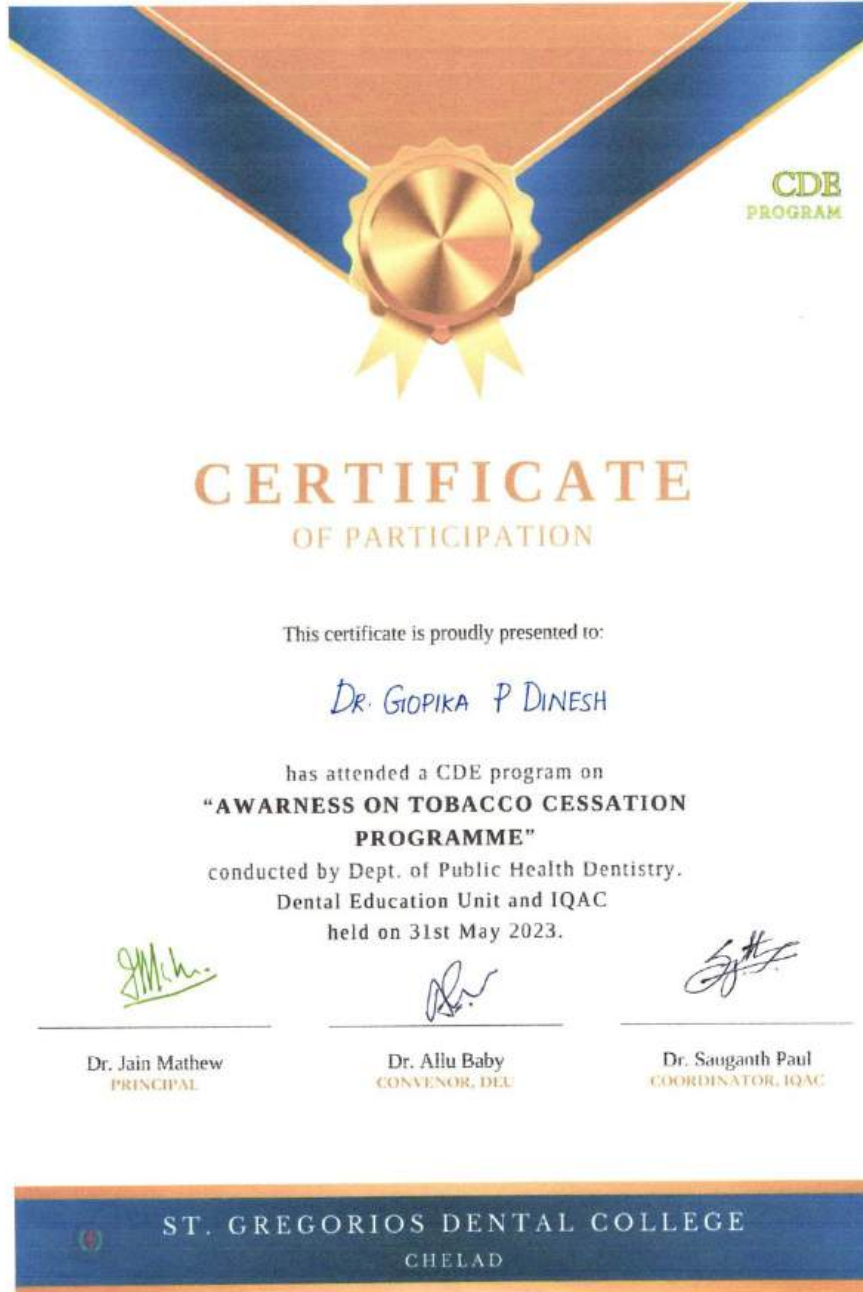 CDE
PROGRAM
CERTIFICATE
OF PARTICIPATION
This certificate is proudly presented to:
DR. GOPIKA P DINESH
has attended a CDE program on
“AWARNESS ON TOBACCO CESSATION
PROGRAMME”
conducted by Dept. of Public Health Dentistry.
Dental Education Unit and IQAC
held on 31st May 2023.
Dr. Jain Mathew
PRINCIPAL
Dr. Allu Baby
CONVENOR, DEU
Dr. Sauganth Paul
COORDINATOR, IQAC
ST. GREGORIOS DENTAL COLLEGE
CHELAD